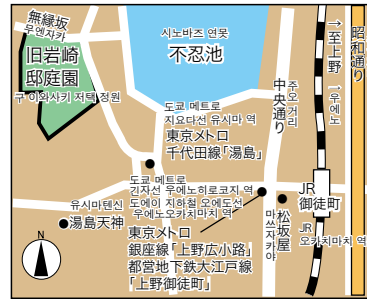 無縁坂
무엔자카
旧岩崎
邸庭園
구 이와사키 저택 정원
시노바즈 연못
不忍池
中央通り
주오 거리
→至上野
→우에노
昭和通り
도쿄 메트로
지요다선 유시마 역
東京メトロ
千代田線「湯島」
도쿄 메트로
긴자선 우에노히로코지 역
도에이 지하철 오에도선
우에노오카치마치 역
유시마텐신
湯島天神
東京メトロ
銀座線「上野広小路」
都営地下鉄大江戸線
「上野御徒町」
마쓰자카야
松坂屋
JR
御徒町
JR
오카치마치 역
N